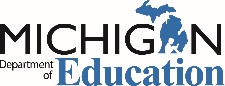 MICHIGAN
Department
of Education